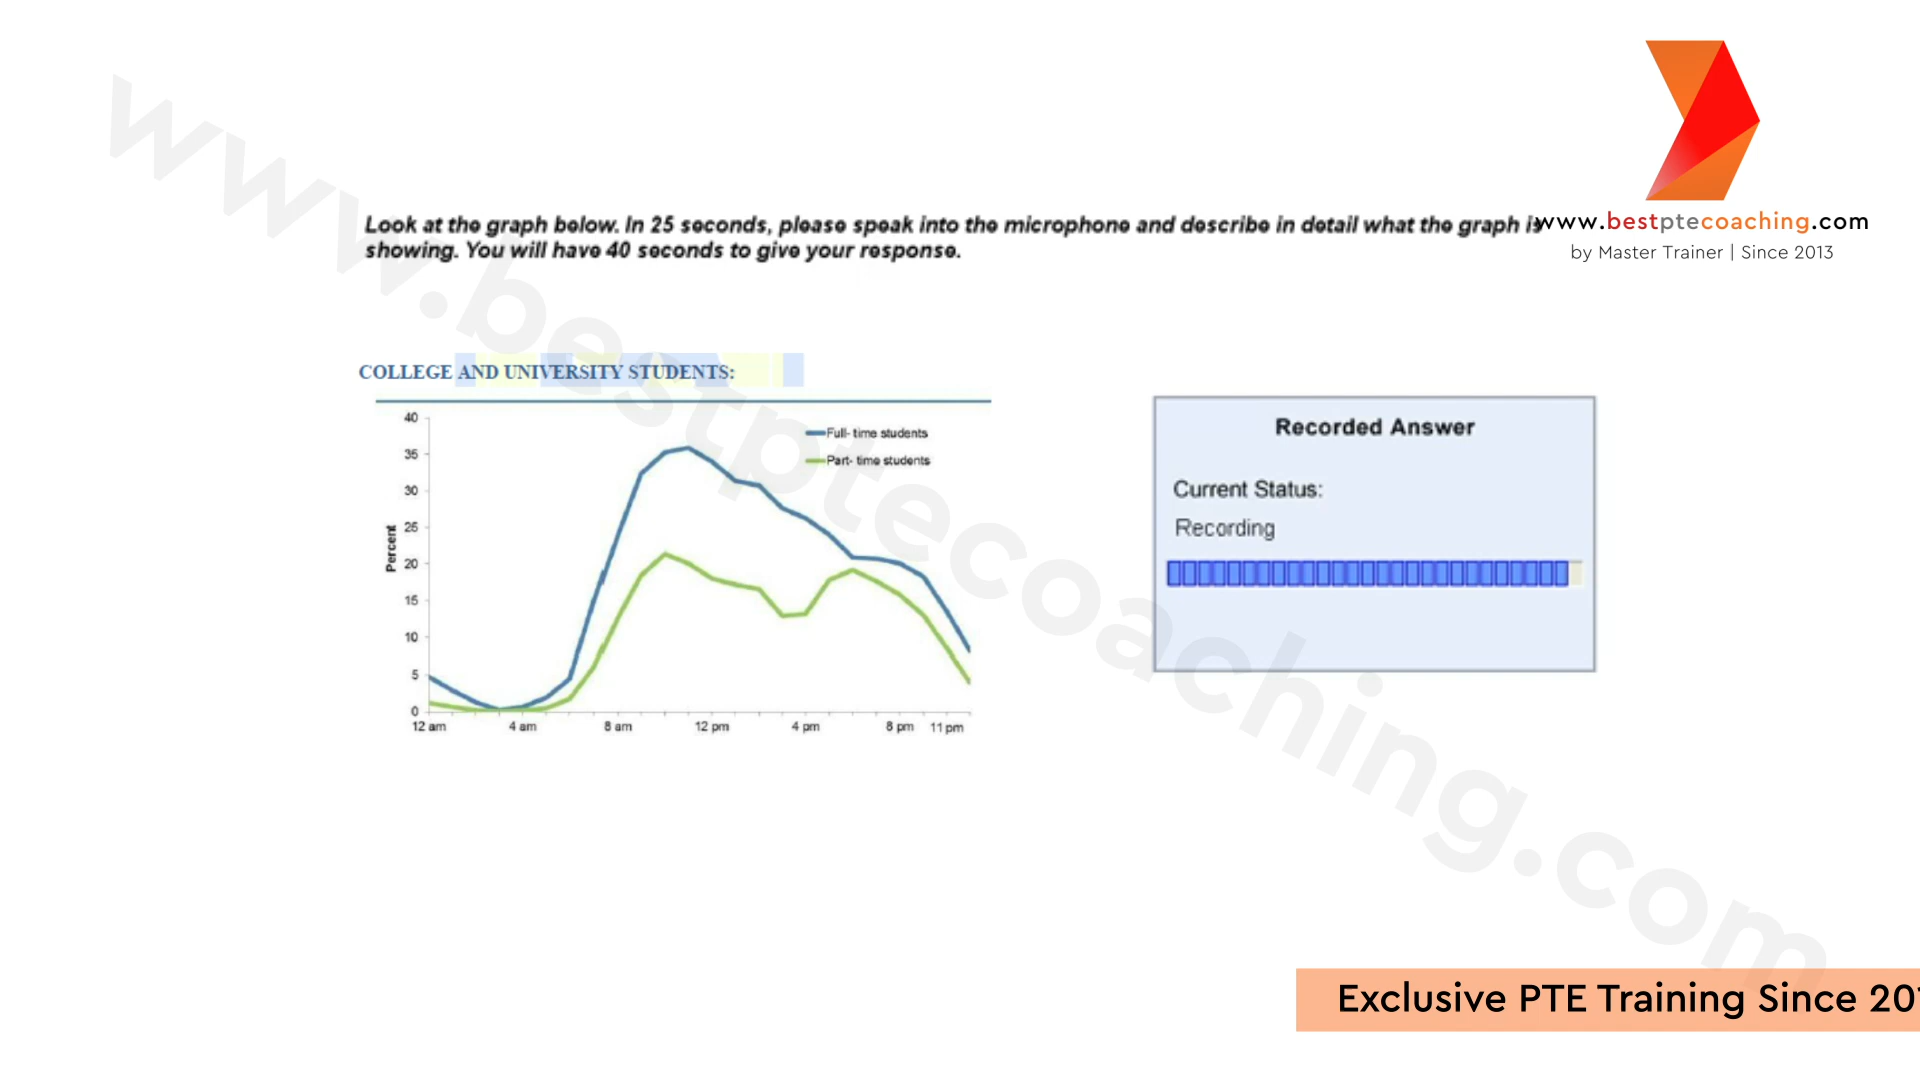 www.bestptecoaching.com
by Master Trainer | Since 2013
Look at the graph below. In 25 seconds, please speak into the microphone and describe in detail what the graph is
showing. You will have 40 seconds to give your response.
COLLEGE AND UNIVERSITY STUDENTS:
Full- time students
Part- time students
Percent
40
35
30
25
20
15
10
5
0
12 am 4 am 8 am 12 pm 4 pm 8 pm 11 pm
Recorded Answer
Current Status:
Recording
www.bestptecoaching.com
Exclusive PTE Training Since 201